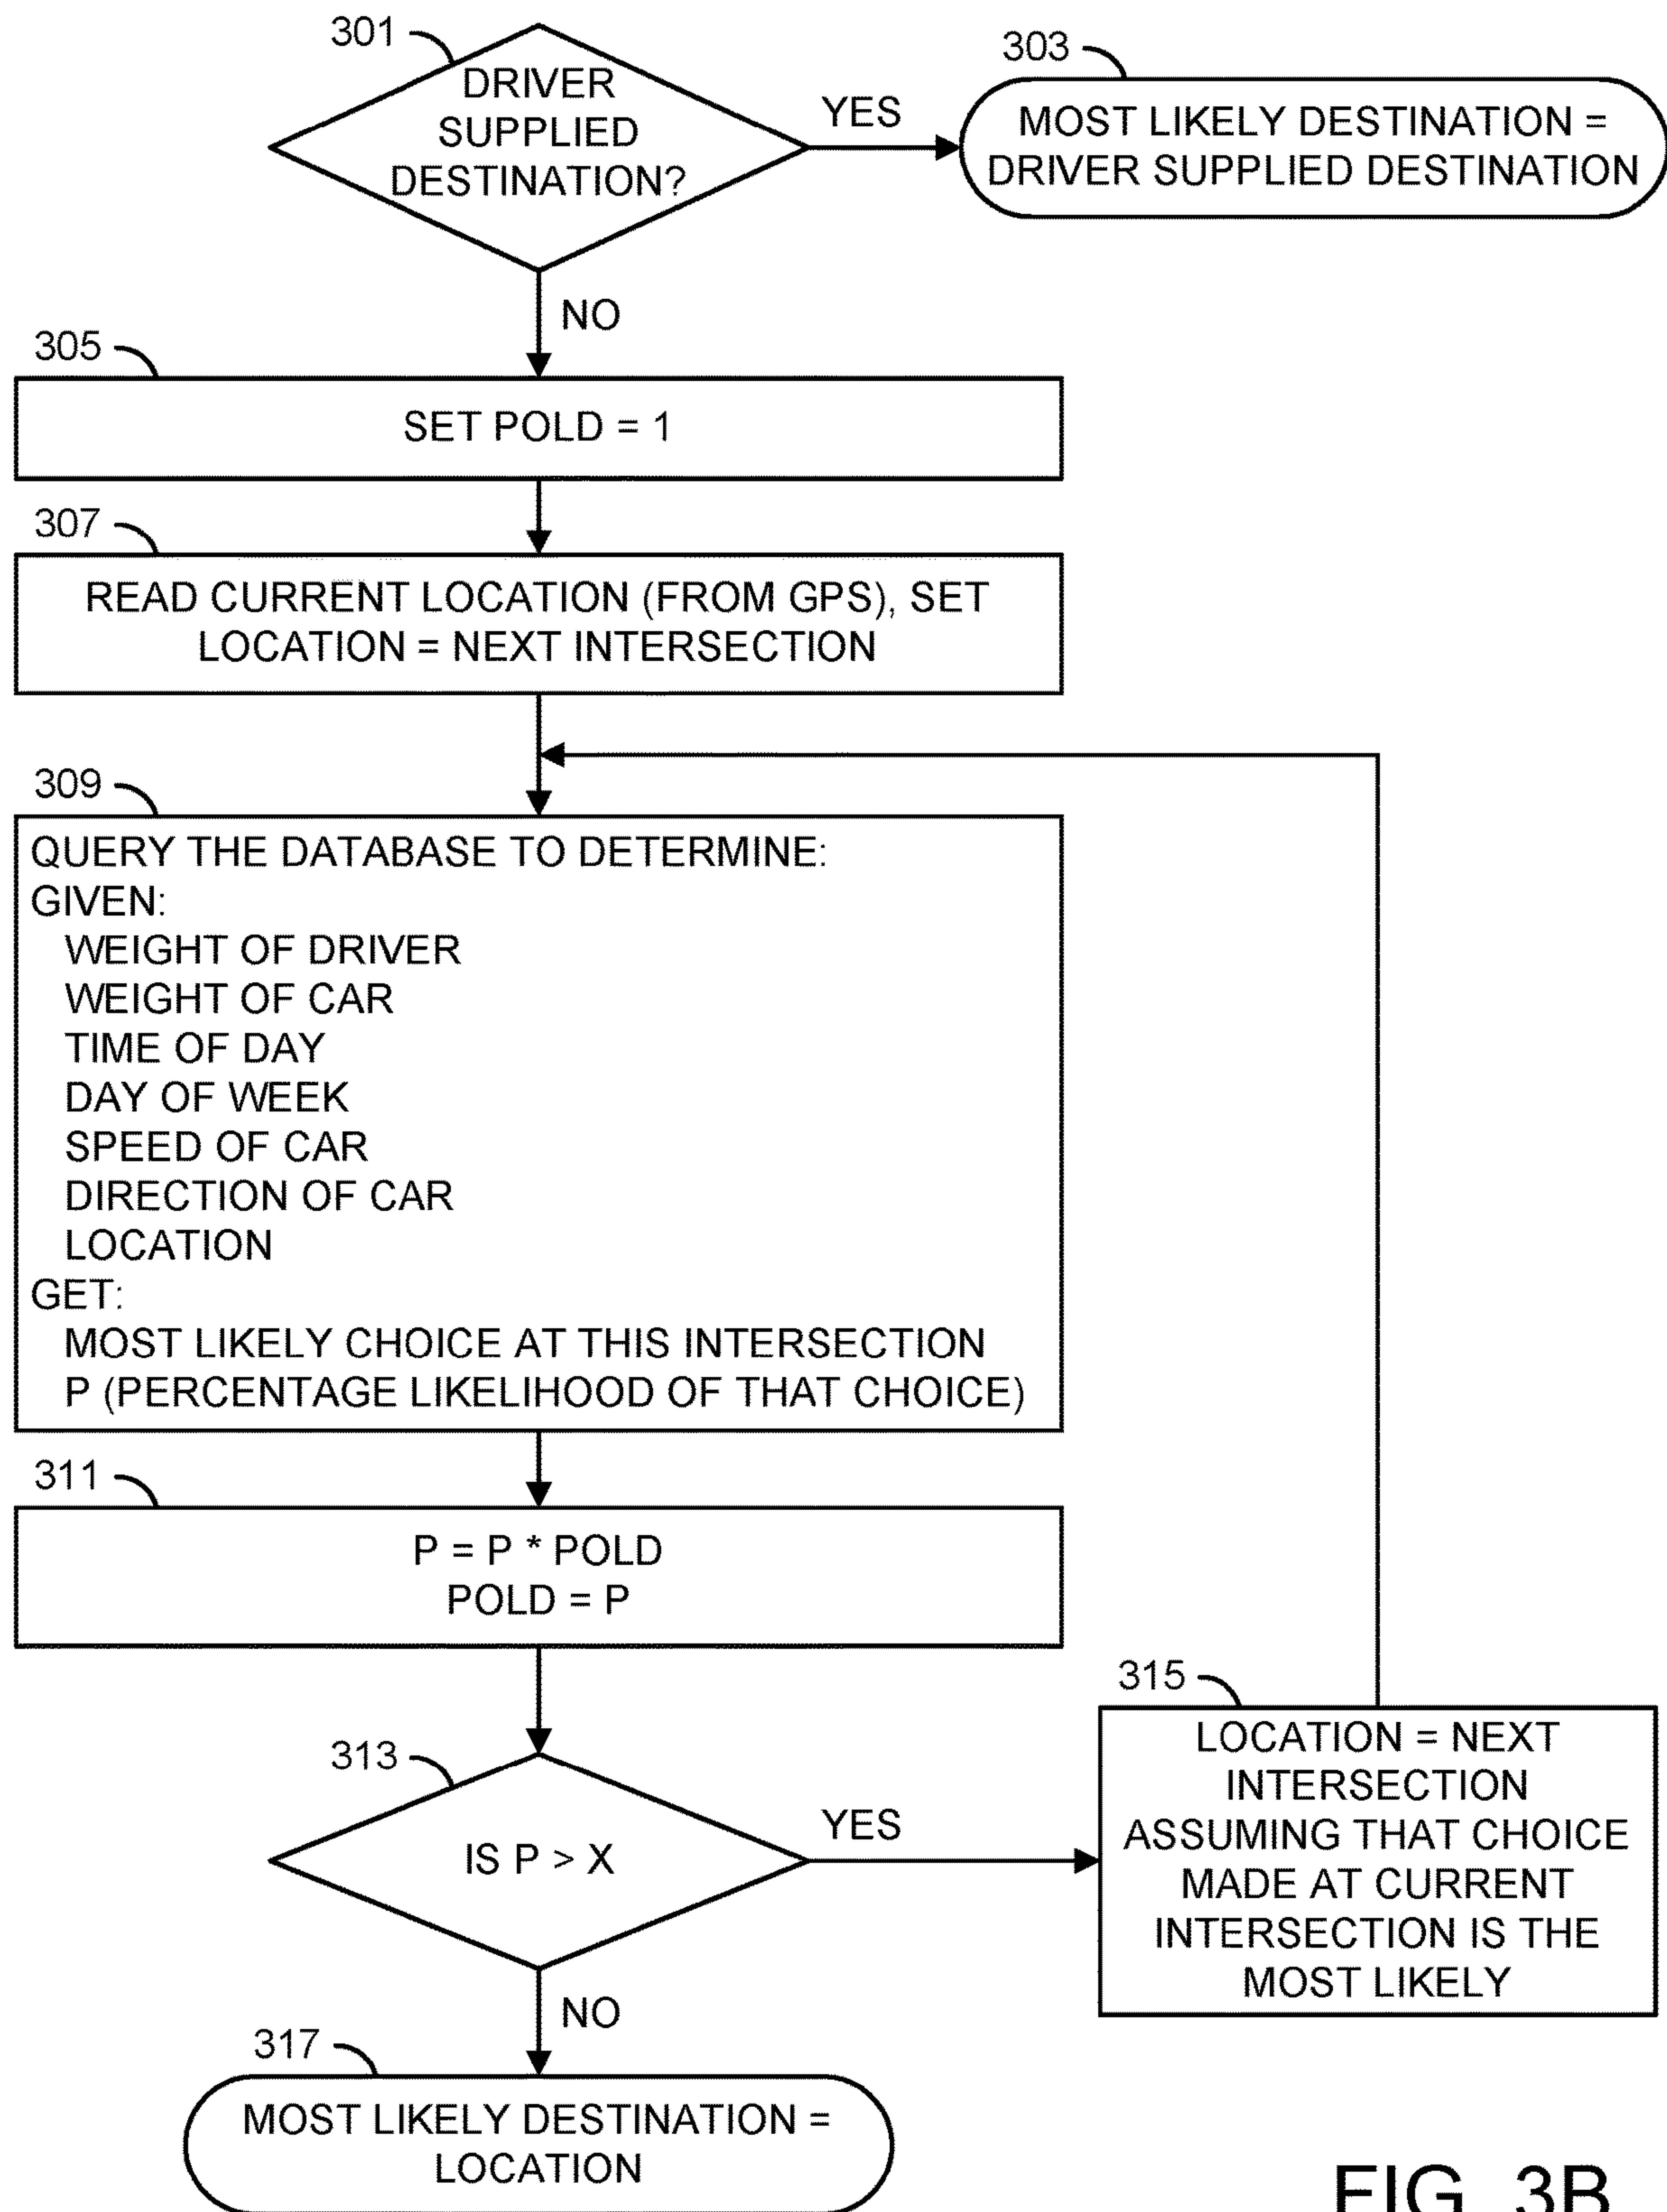 301
DRIVER
SUPPLIED
DESTINATION?
YES
303
MOST LIKELY DESTINATION =
DRIVER SUPPLIED DESTINATION
NO
305
SET POLD = 1
307
READ CURRENT LOCATION (FROM GPS), SET
LOCATION = NEXT INTERSECTION
309
QUERY THE DATABASE TO DETERMINE:
GIVEN:
WEIGHT OF DRIVER
WEIGHT OF CAR
TIME OF DAY
DAY OF WEEK
SPEED OF CAR
DIRECTION OF CAR
LOCATION
GET:
MOST LIKELY CHOICE AT THIS INTERSECTION
P (PERCENTAGE LIKELIHOOD OF THAT CHOICE)
311
P = P * POLD
POLD = P
313
IS P > X
YES
315
LOCATION = NEXT
INTERSECTION
ASSUMING THAT CHOICE
MADE AT CURRENT
INTERSECTION IS THE
MOST LIKELY
NO
317
MOST LIKELY DESTINATION =
LOCATION
FIG. 3B